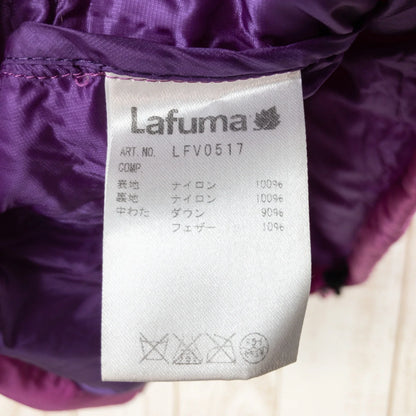 Lafuma
ART.NO. LFV0517
COMP
表地 ナイロン 100%
裏地 ナイロン 100%
中わた ダウン 90%
フェザー 10%